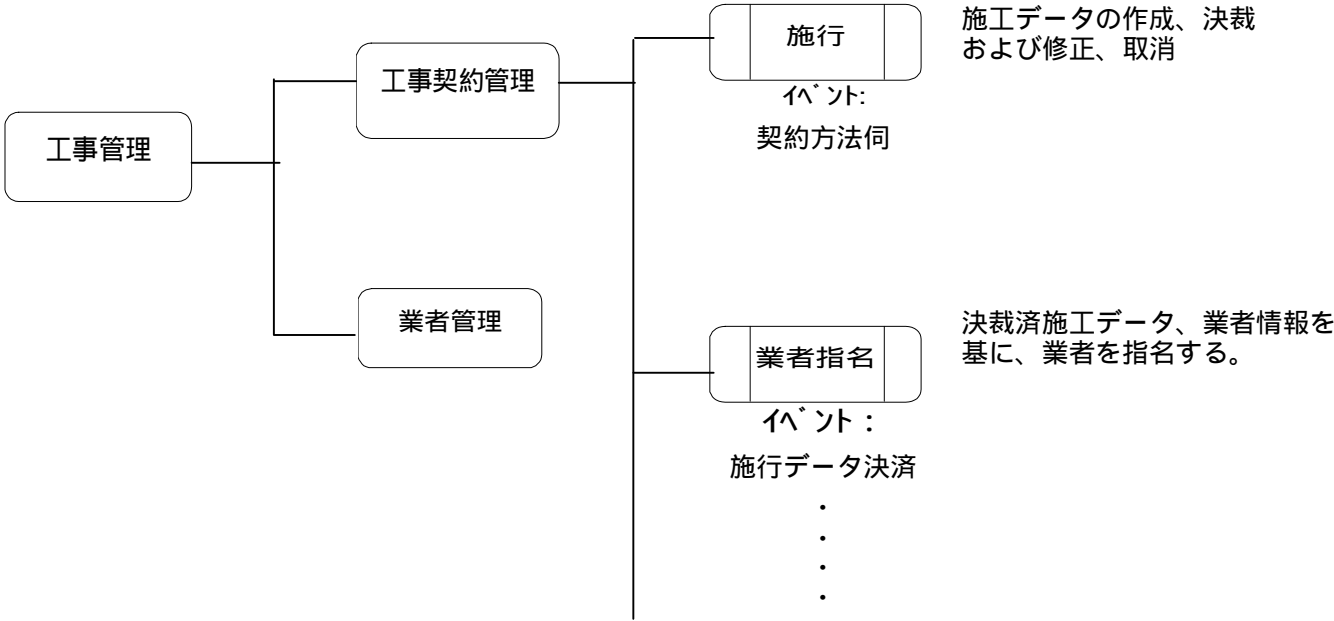 施行
施工データの作成、決裁
および修正、取消
工事契約管理
ｲﾍﾞﾝﾄ:
契約方法伺
工事管理
業者管理
業者指名
決裁済施工データ、業者情報を
基に、業者を指名する。
ｲﾍﾞﾝﾄ：
施行データ決済
・
・
・
・